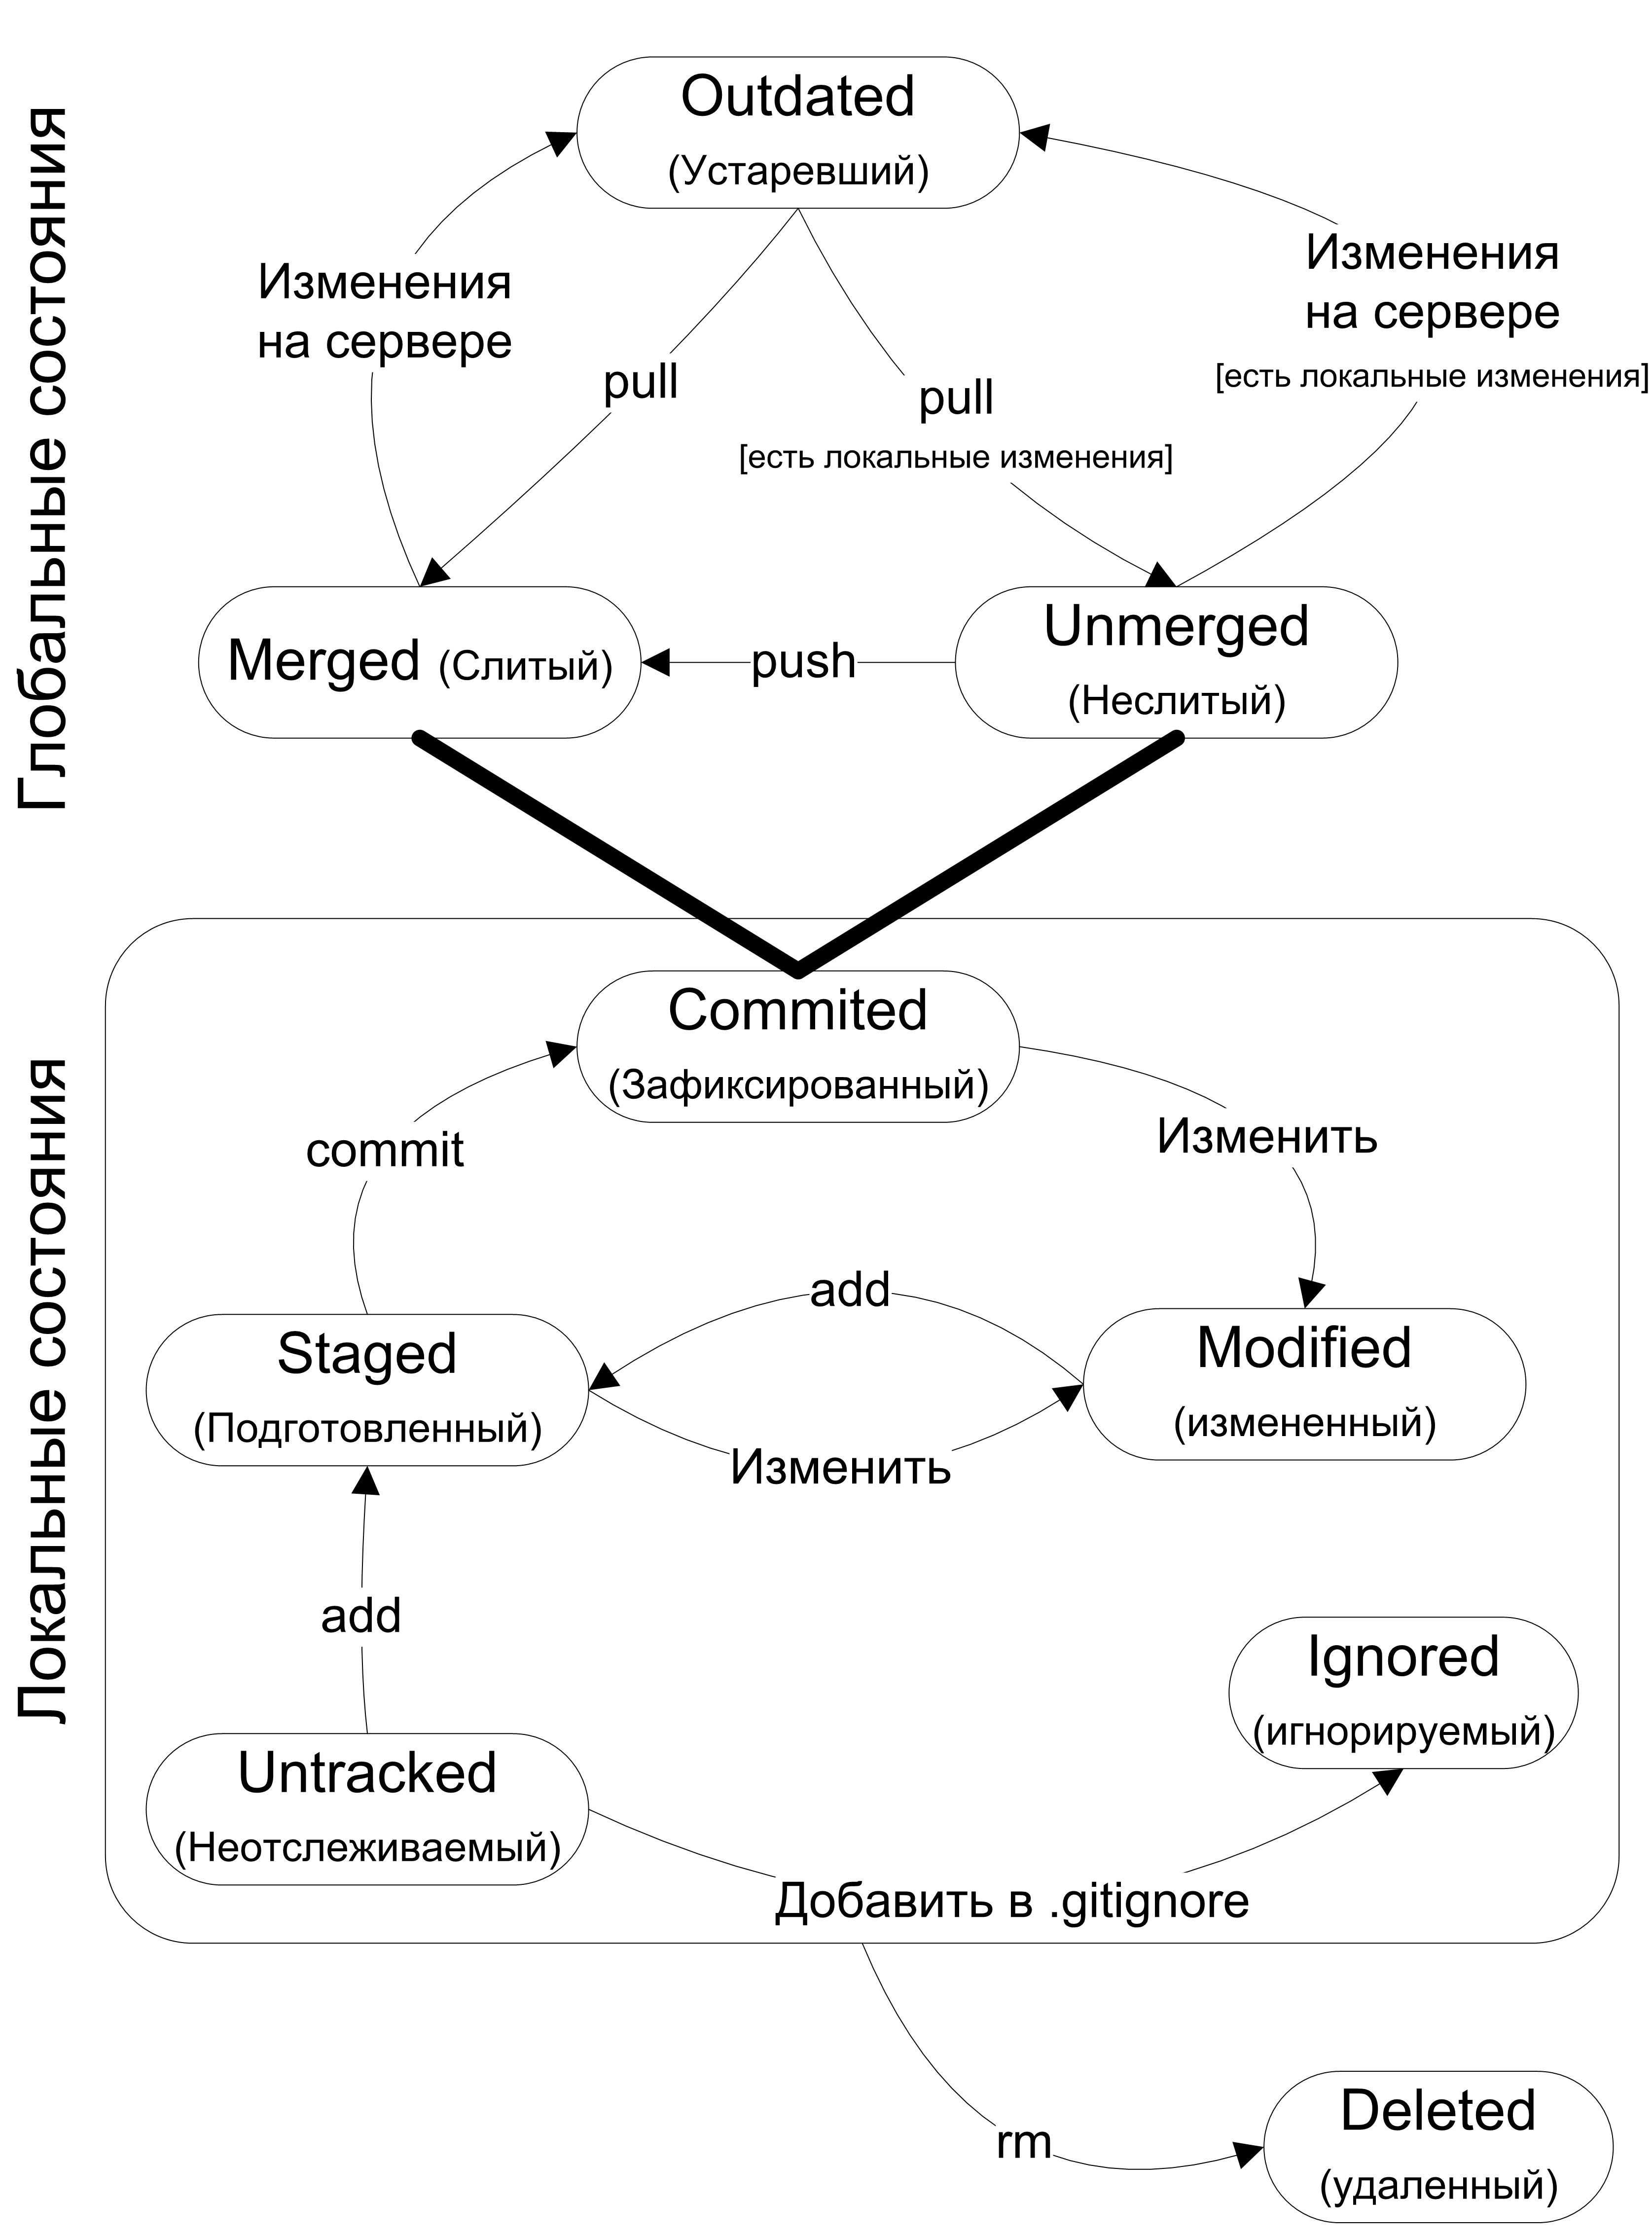 Глобальные состояния
Outdated
(Устаревший)
Изменения
на сервере
Изменения
на сервере
[есть локальные изменения]
pull
pull
[есть локальные изменения]
Merged (Слитый)
push
Unmerged
(Неслитый)
Локальные состояния
Commited
(Зафиксированный)
commit
Изменить
add
Staged
(Подготовленный)
Modified
(измененный)
Изменить
add
Ignored
(игнорируемый)
Untracked
(Неотслеживаемый)
Добавить в .gitignore
rm
Deleted
(удаленный)